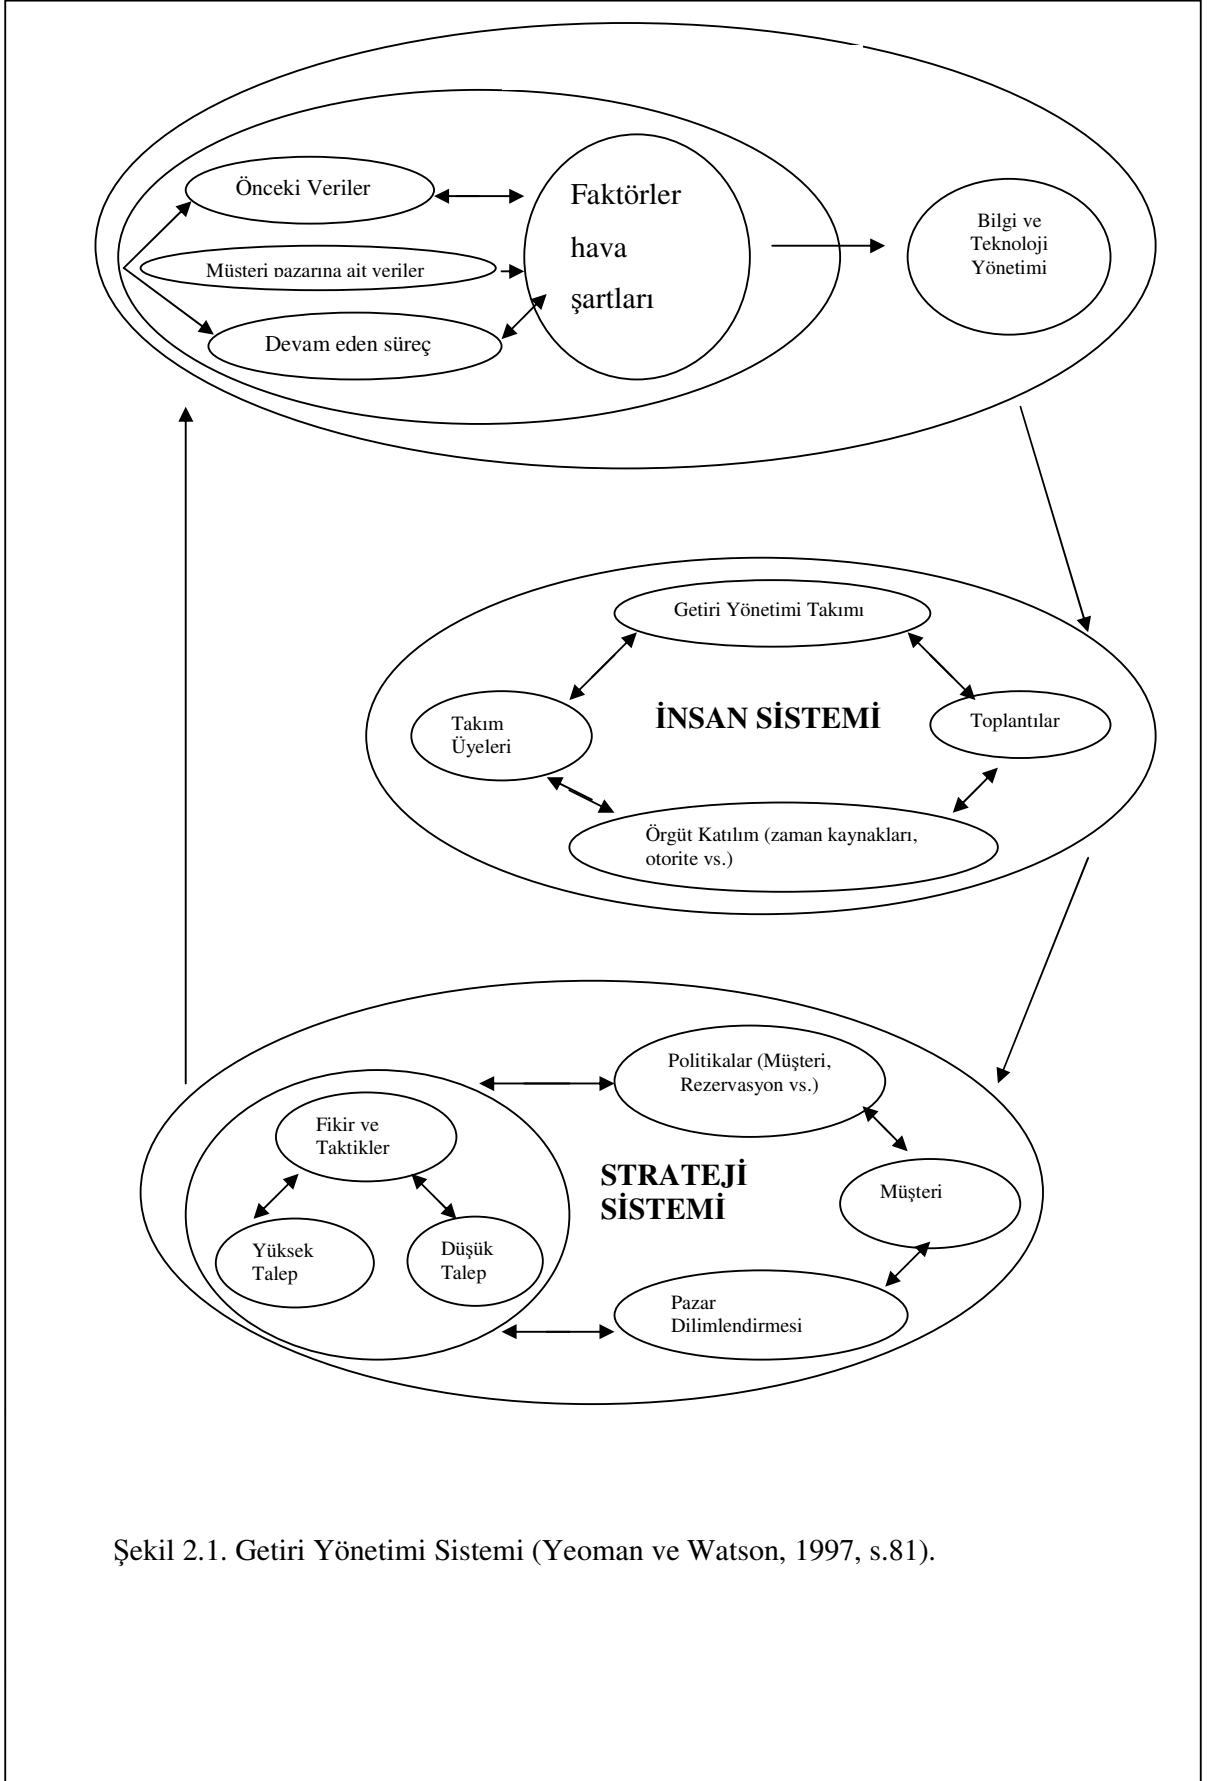 Önceki Veriler
Müşteri pazarına ait veriler
Devam eden süreç
Faktörler
hava
şartları
Bilgi ve
Teknoloji
Yönetimi
Getiri Yönetimi Takımı
Takım
Üyeleri
İNSAN SİSTEMİ
Toplantılar
Örgüt Katılım (zaman kaynakları,
otorite vs.)
Politikalar (Müşteri,
Rezervasyon vs.)
Fikir ve
Taktikler
STRATEJİ
SİSTEMİ
Müşteri
Yüksek
Talep
Düşük
Talep
Pazar
Dilimlendirmesi
Şekil 2.1. Getiri Yönetimi Sistemi (Yeoman ve Watson, 1997, s.81).